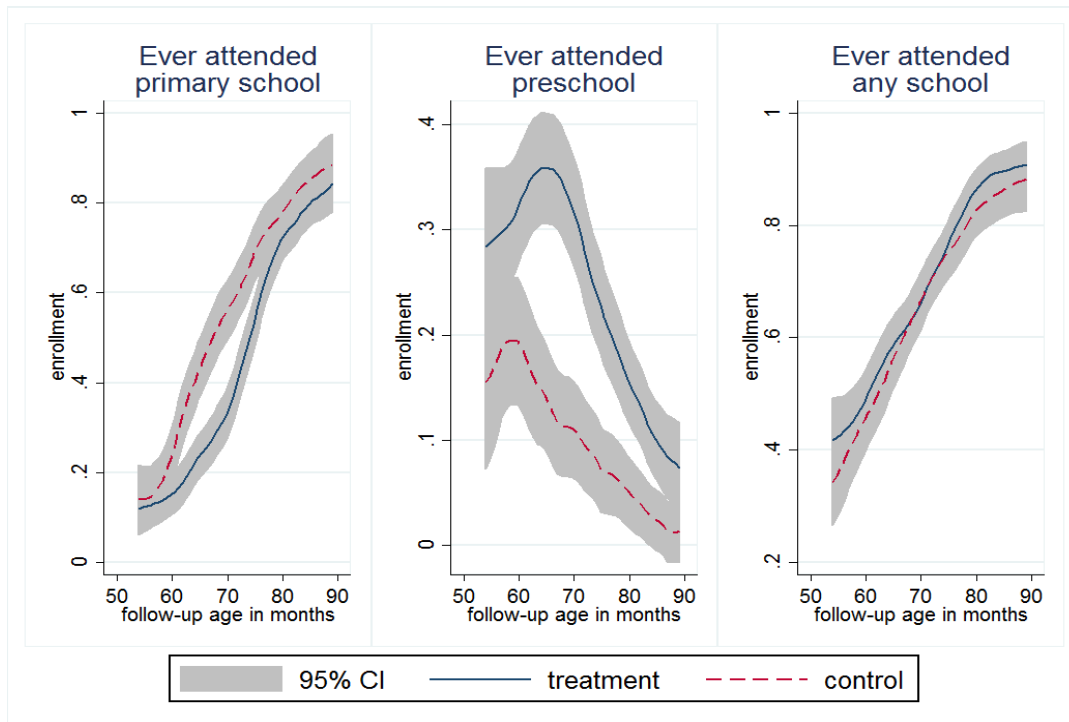 Ever attended
primary school
Ever attended
preschool
Ever attended
any school
enrollment
0
.2
.4
.6
.8
1
50 60 70 80 90
follow-up age in months
enrollment
0
.1
.2
.3
.4
50 60 70 80 90
follow-up age in months
enrollment
.2
.4
.6
.8
1
50 60 70 80 90
follow-up age in months
95% CI treatment control